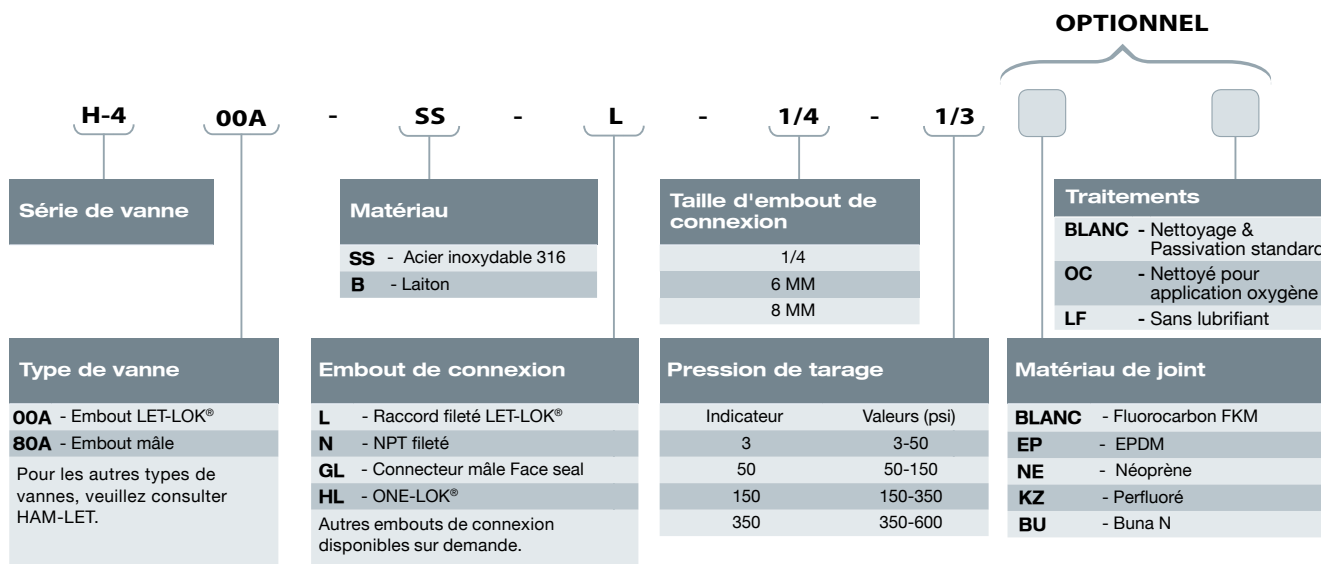 OPTIONNEL
H-4 00A - SS - L - 1/4 - 1/3
Série de vanne
Matériau
SS - Acier inoxydable 316
B - Laiton
Taille d'embout de
connexion
1/4
6 MM
8 MM
Traitements
BLANC - Nettoyage &
Passivation standard
OC - Nettoyé pour
application oxygène
LF - Sans lubrifiant
Type de vanne
00A - Embout LET-LOK®
80A - Embout mâle
Pour les autres types de
vannes, veuillez consulter
HAM-LET.
Embout de connexion
L - Raccord fileté LET-LOK®
N - NPT fileté
GL - Connecteur mâle Face seal
HL - ONE-LOK®
Autres embouts de connexion
disponibles sur demande.
Pression de tarage
Indicateur Valeurs (psi)
3 3-50
50 50-150
150 150-350
350 350-600
Matériau de joint
BLANC - Fluorocarbon FKM
EP - EPDM
NE - Néoprène
KZ - Perfluoré
BU - Buna N